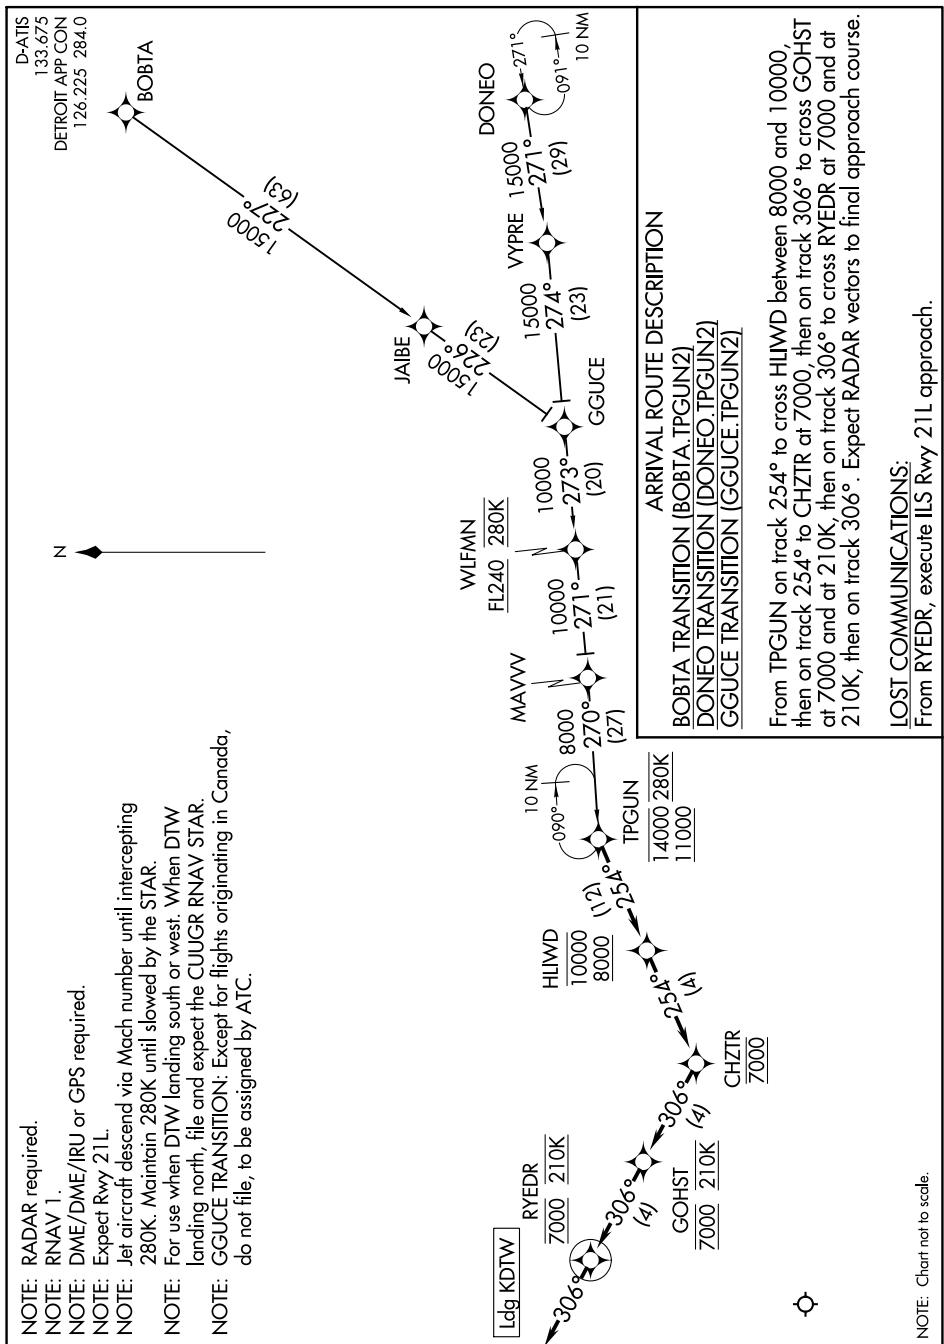 D-ATIS
133.675
DETROIT APP CON
126.225 284.0
NOTE: RADAR required.
NOTE: RNAV 1.
NOTE: DME/DME/IRU or GPS required.
NOTE: Expect Rwy 21L.
NOTE: Jet aircraft descend via Mach number until intercepting
280K. Maintain 280K until slowed by the STAR.
NOTE: For use when DTW landing south or west. When DTW
landing north, file and expect the CUUGR RNAV STAR.
NOTE: GGUCE TRANSITION: Except for flights originating in Canada,
do not file, to be assigned by ATC.
N
BOBTA
15000
227°
(63)
JAIBE
15000
226°
(23)
DONEO
271°
091°
10 NM
15000
271°
(29)
VYPRE
15000
274°
(23)
GGUCE
10000
273°
(20)
WLFMN
FL240 280K
10000
271°
(21)
MAVVV
8000
270°
(27)
10 NM
090°
TPGUN
14000 280K
11000
(12)
254°
HLIWD
10000
8000
254°
(4)
CHZTR
7000
306°
(4)
GOHST
7000 210K
306°
(4)
RYEDR
7000 210K
306°
Ldg KDTW
ARRIVAL ROUTE DESCRIPTION
BOBTA TRANSITION (BOBTA.TPGUN2)
DONEO TRANSITION (DONEO.TPGUN2)
GGUCE TRANSITION (GGUCE.TPGUN2)
From TPGUN on track 254° to cross HLIWD between 8000 and 10000,
then on track 254° to CHZTR at 7000, then on track 306° to cross GOHST
at 7000 and at 210K, then on track 306° to cross RYEDR at 7000 and at
210K, then on track 306°. Expect RADAR vectors to final approach course.
LOST COMMUNICATIONS:
From RYEDR, execute ILS Rwy 21L approach.
NOTE: Chart not to scale.